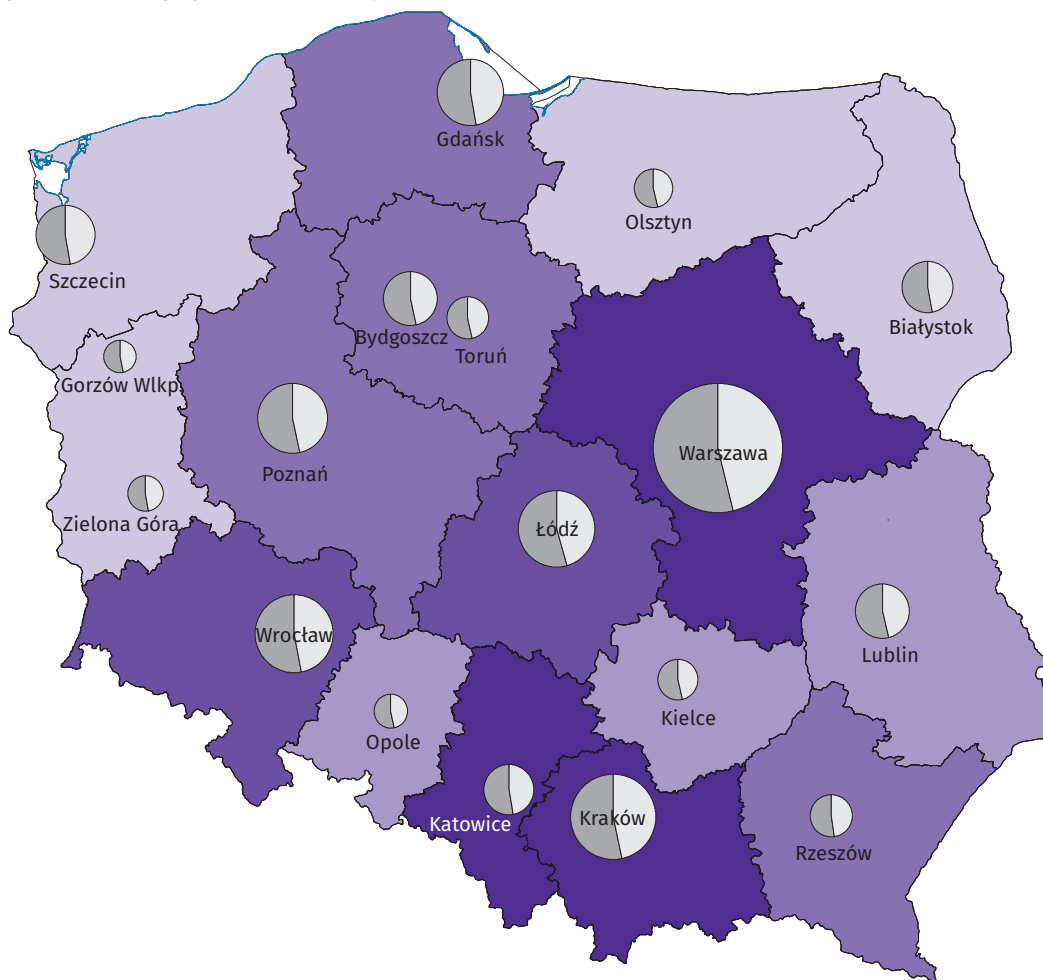 Gdańsk
Olsztyn
Szczecin
Białystok
Bydgoszcz
Toruń
Gorzów Wlkp.
Warszawa
Poznań
Zielona Góra
Łódź
Wrocław
Lublin
Kielce
Opole
Katowice
Kraków
Rzeszów